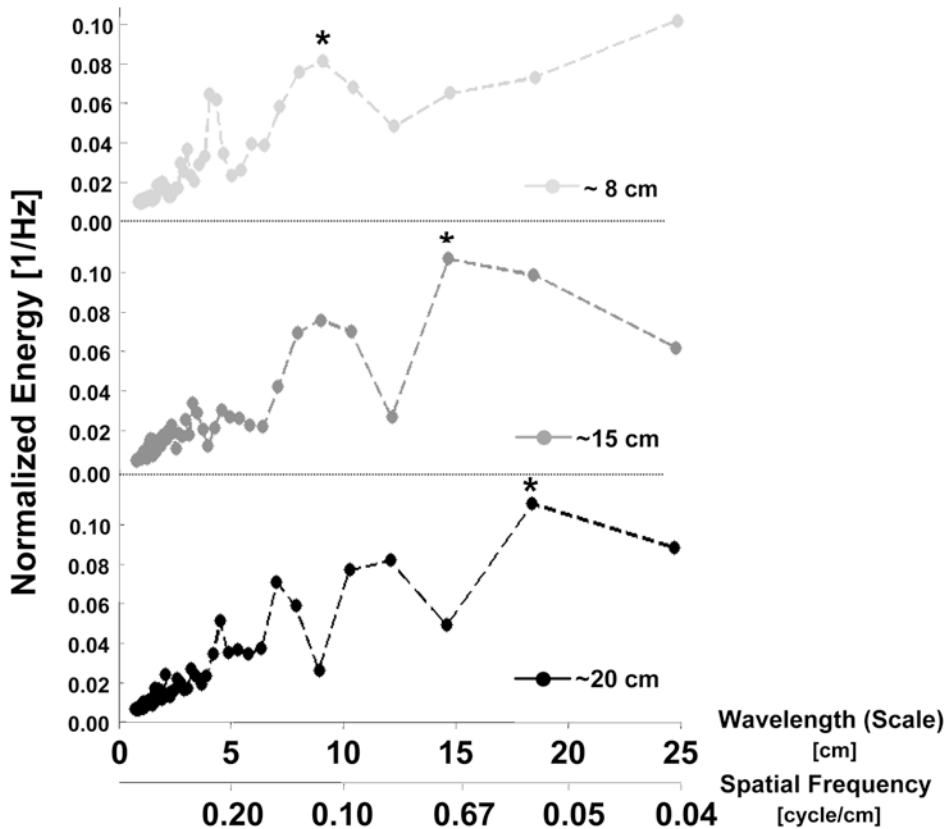 Normalized Energy [1/Hz]
0.10
0.08
0.06
0.04
0.02
0.00
*
~ 8 cm
0.10
0.08
0.06
0.04
0.02
0.00
*
~15 cm
0.10
0.08
0.06
0.04
0.02
0.00
*
~20 cm
0 5 10 15 20 25
Wavelength (Scale)
[cm]
0.20 0.10 0.67 0.05 0.04
Spatial Frequency
[cycle/cm]